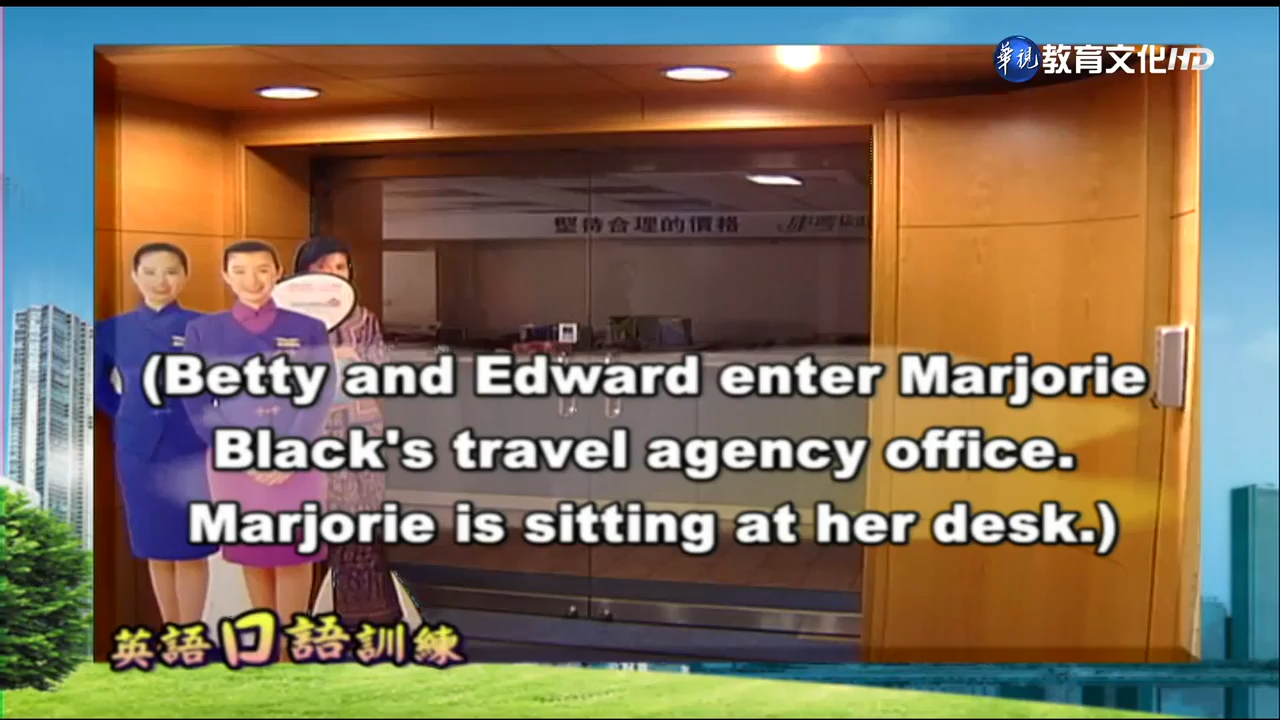 華視 教育文化HD
堅待合理的價格
(Betty and Edward enter Marjorie
Black's travel agency office.
Marjorie is sitting at her desk.)
英語口語訓練